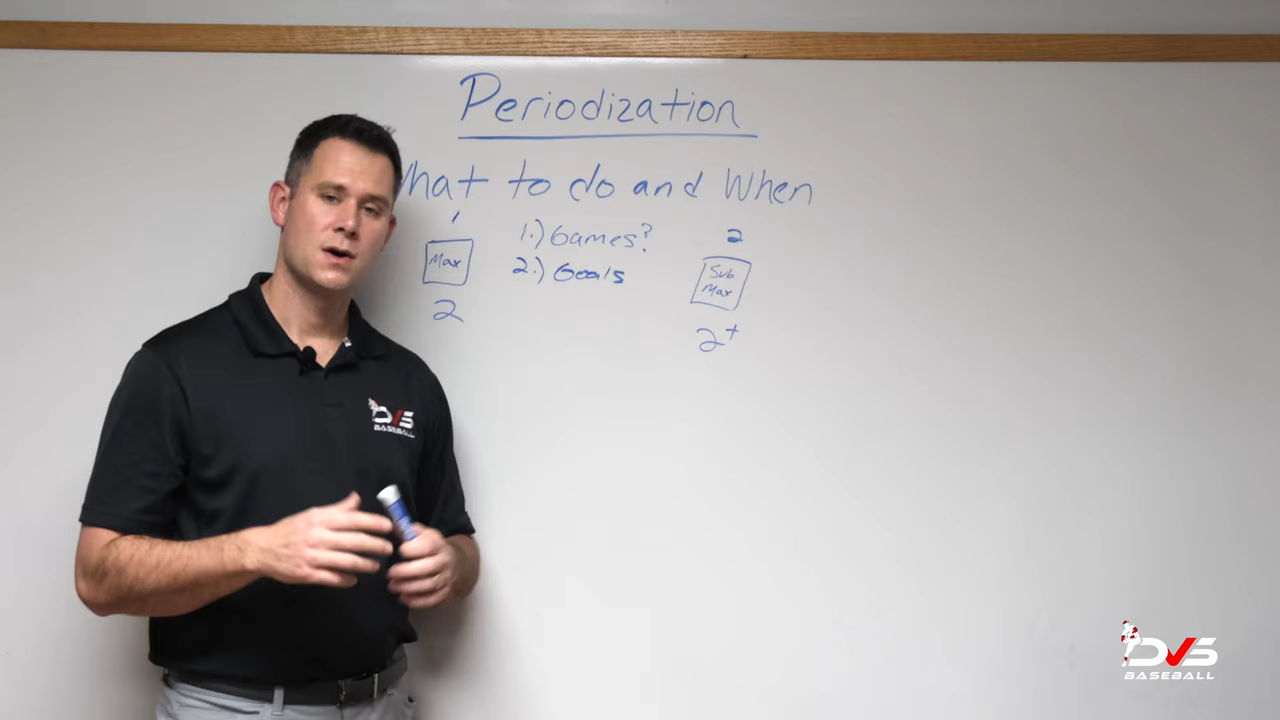 Periodization
What to do and When
1
1.) Games?
2
Max
2.) Goals
Sub
Max
2
2+
DVS
BASEBALL
DVS
BASEBALL